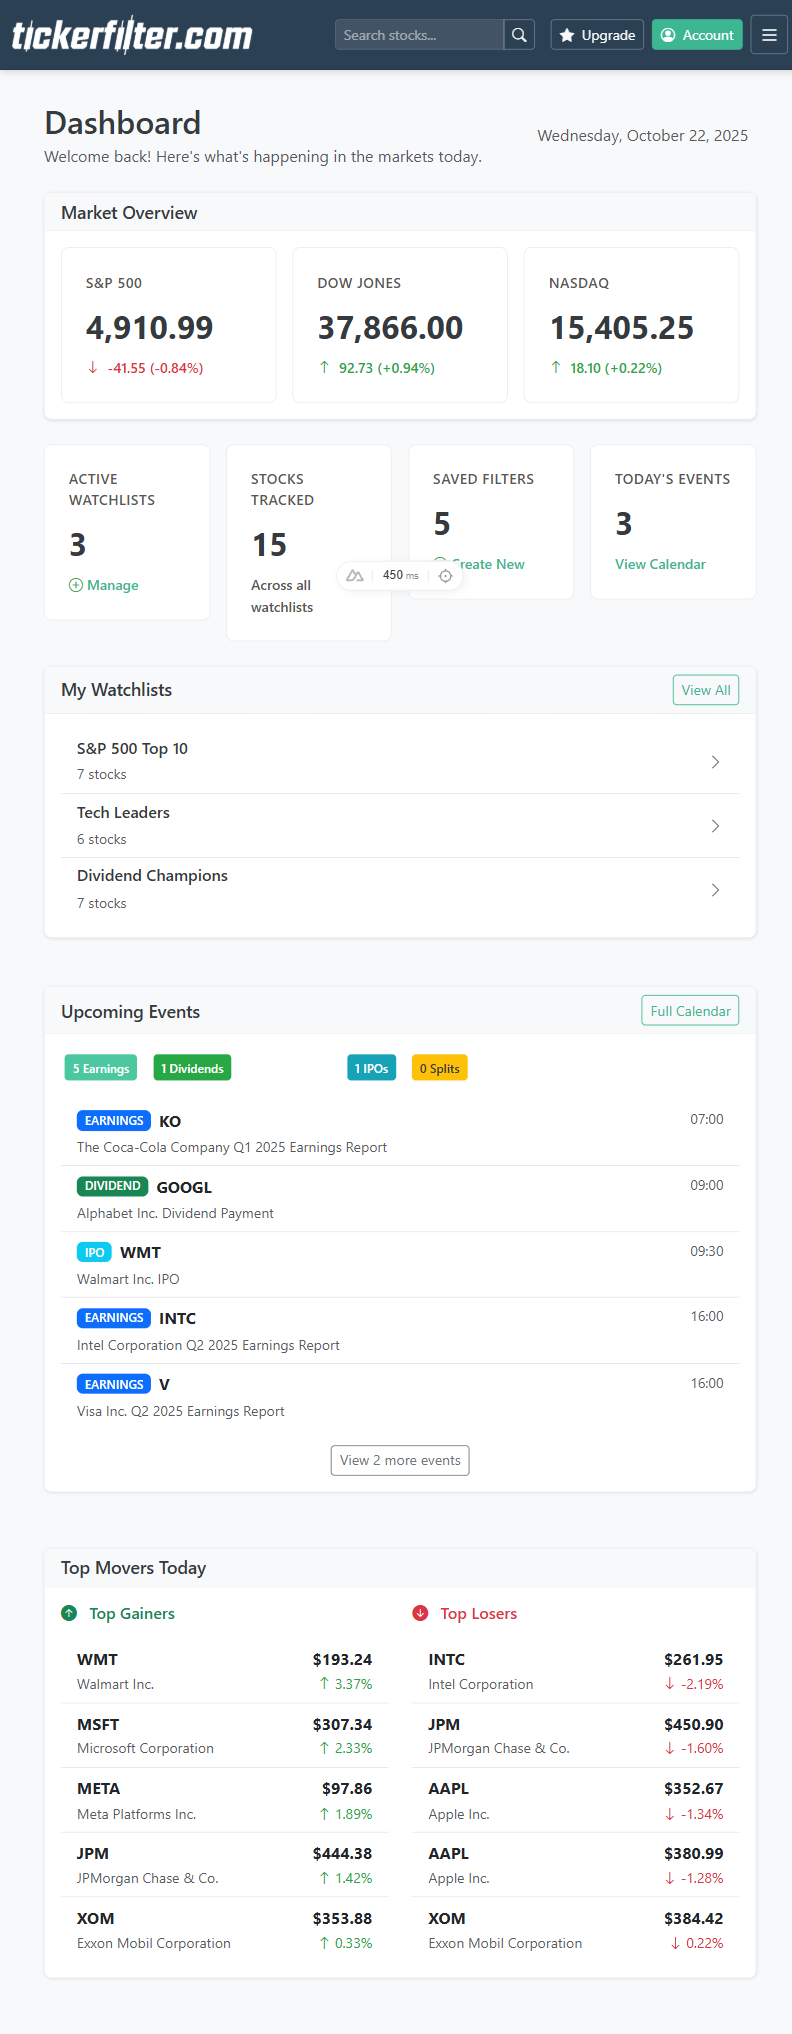 tickerfilter.com
Search stocks...
Upgrade
Account
Dashboard
Welcome back! Here's what's happening in the markets today.
Wednesday, October 22, 2025
Market Overview
S&P 500
4,910.99
-41.55 (-0.84%)
DOW JONES
37,866.00
92.73 (+0.94%)
NASDAQ
15,405.25
18.10 (+0.22%)
ACTIVE
WATCHLISTS
3
Manage
STOCKS
TRACKED
15
Across all
watchlists
SAVED FILTERS
5
Create New
TODAY'S EVENTS
3
View Calendar
450 ms
My Watchlists
View All
S&P 500 Top 10
7 stocks
Tech Leaders
6 stocks
Dividend Champions
7 stocks
Upcoming Events
Full Calendar
5 Earnings
1 Dividends
1 IPOs
0 Splits
EARNINGS KO
07:00
The Coca-Cola Company Q1 2025 Earnings Report
DIVIDEND GOOGL
09:00
Alphabet Inc. Dividend Payment
IPO WMT
09:30
Walmart Inc. IPO
EARNINGS INTC
16:00
Intel Corporation Q2 2025 Earnings Report
EARNINGS V
16:00
Visa Inc. Q2 2025 Earnings Report
View 2 more events
Top Movers Today
Top Gainers
WMT
$193.24
Walmart Inc.
↑ 3.37%
MSFT
$307.34
Microsoft Corporation
↑ 2.33%
META
$97.86
Meta Platforms Inc.
↑ 1.89%
JPM
$444.38
JPMorgan Chase & Co.
↑ 1.42%
XOM
$353.88
Exxon Mobil Corporation
↑ 0.33%
Top Losers
INTC
$261.95
Intel Corporation
↓ -2.19%
JPM
$450.90
JPMorgan Chase & Co.
↓ -1.60%
AAPL
$352.67
Apple Inc.
↓ -1.34%
AAPL
$380.99
Apple Inc.
↓ -1.28%
XOM
$384.42
Exxon Mobil Corporation
↓ 0.22%